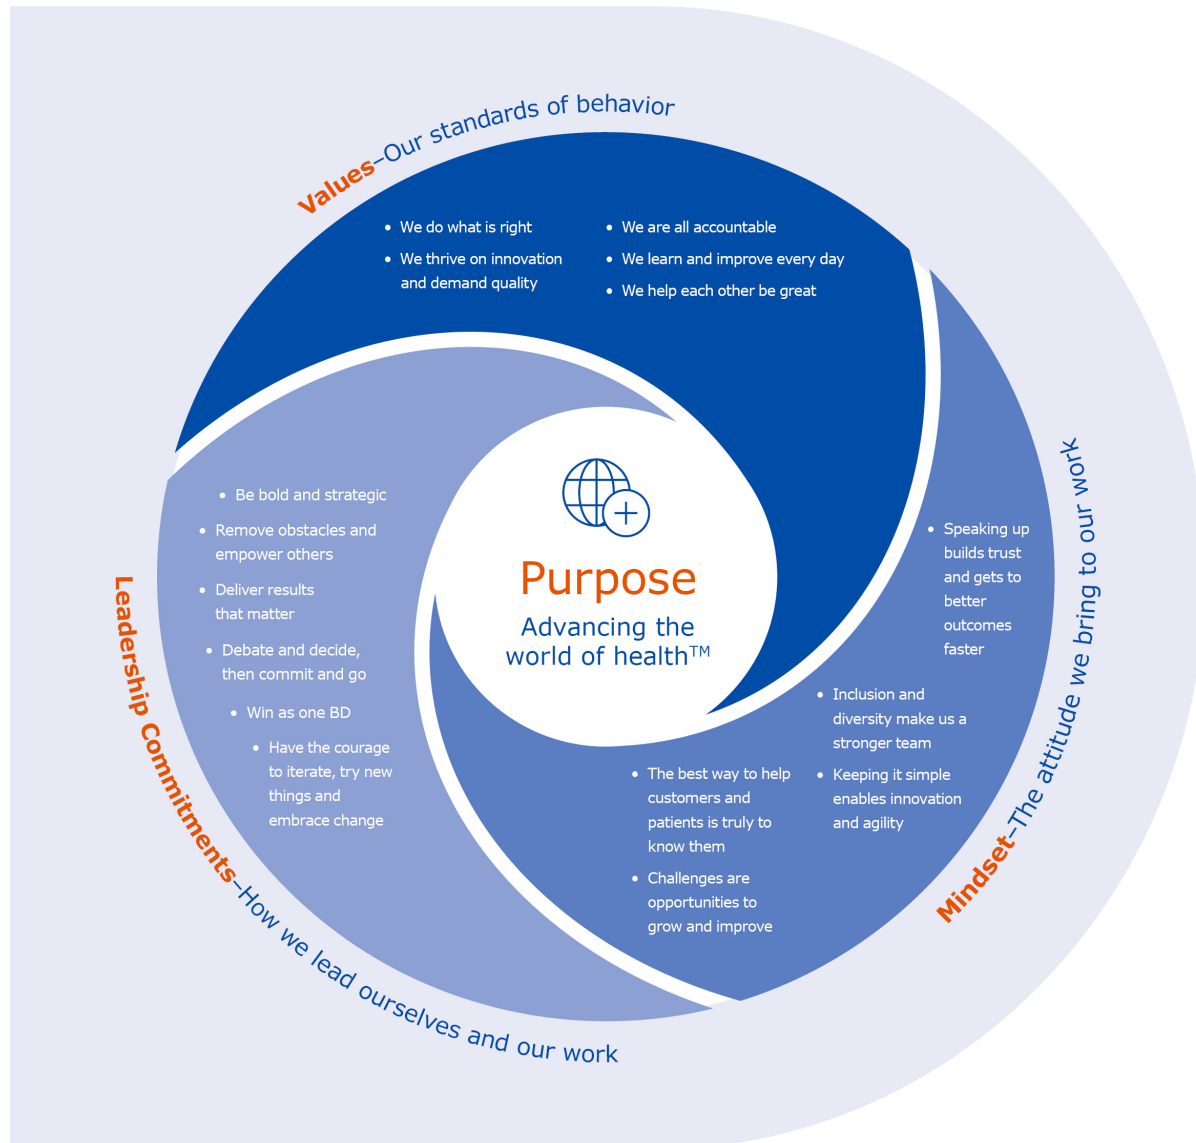 Values–Our standards of behavior
• We do what is right
• We thrive on innovation
and demand quality
• We are all accountable
• We learn and improve every day
• We help each other be great
Purpose
Advancing the
world of health™
Mindset–The attitude we bring to our work
• Speaking up
builds trust
and gets to
better
outcomes
faster
• Inclusion and
diversity make us a
stronger team
• Keeping it simple
enables innovation
and agility
• The best way to help
customers and
patients is truly to
know them
• Challenges are
opportunities to
grow and improve
Leadership Commitments–How we lead ourselves and our work
• Be bold and strategic
• Remove obstacles and
empower others
• Deliver results
that matter
• Debate and decide,
then commit and go
• Win as one BD
• Have the courage
to iterate, try new
things and
embrace change